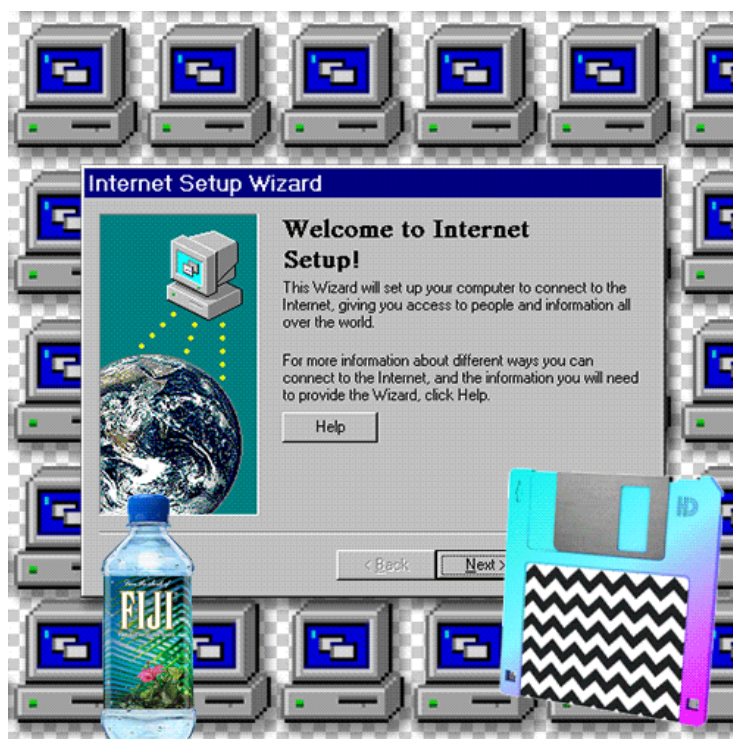 Internet Setup Wizard
Welcome to Internet
Setup!
This Wizard will set up your computer to connect to the
Internet, giving you access to people and information all
over the world.
For more information about different ways you can
connect to the Internet, and the information you will need
to provide the Wizard, click Help.
Help
HD
< Back
Next >
FIJI